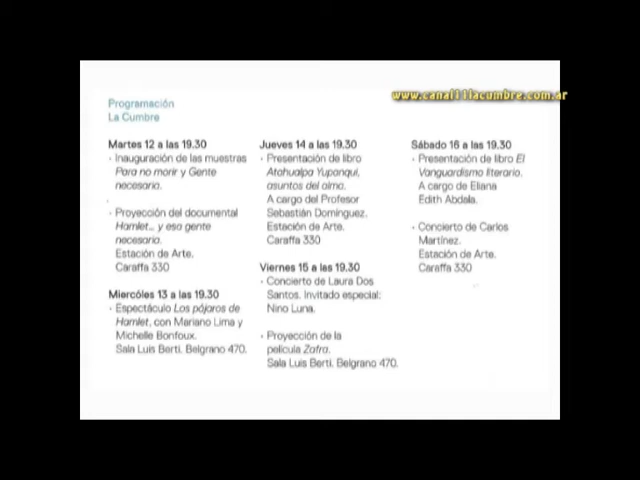 www.canal11lacumbre.com.ar
Programación
La Cumbre
Martes 12 a las 19.30
· Inauguración de las muestras
Para no morir y Gente
necesaria.
· Proyección del documental
Hamlet... y esa gente
necesaria.
Estación de Arte.
Caraffa 330
Miercóles 13 a las 19.30
· Espectáculo Los pájaros de
Hamlet, con Mariano Lima y
Michelle Bonfoux.
Sala Luis Berti. Belgrano 470.
Jueves 14 a las 19.30
· Presentación de libro
Atahualpa Yupanqui,
asuntos del alma.
A cargo del Profesor
Sebastián Domínguez.
Estación de Arte.
Caraffa 330
Viernes 15 a las 19.30
· Concierto de Laura Dos
Santos. Invitado especial:
Nino Luna.
· Proyección de la
película Zafra.
Sala Luis Berti. Belgrano 470.
Sábado 16 a las 19.30
· Presentación de libro El
Vanguardismo literario.
A cargo de Eliana
Edith Abdala.
· Concierto de Carlos
Martínez.
Estación de Arte.
Caraffa 330